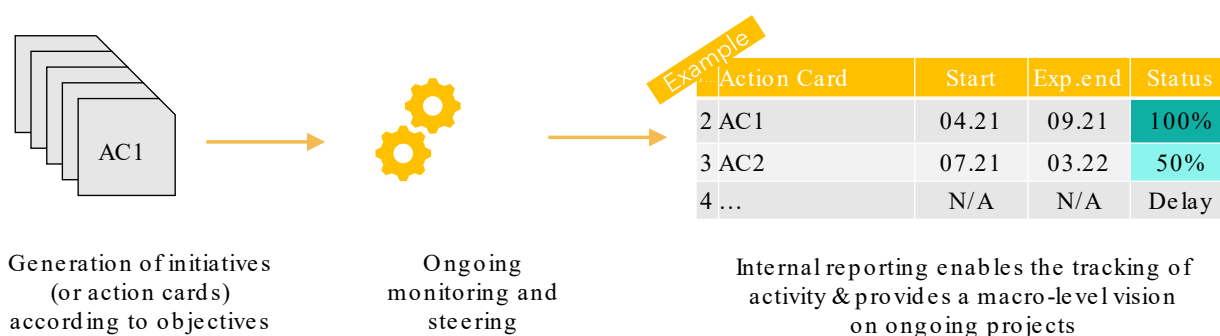 AC1
Generation of initiatives
(or action cards)
according to objectives
Ongoing
monitoring and
steering
Example
... Action Card Start Exp.end Status
2 AC1 04.21 09.21 100%
3 AC2 07.21 03.22 50%
4 ... N/A N/A Delay
Internal reporting enables the tracking of
activity & provides a macro-level vision
on ongoing projects